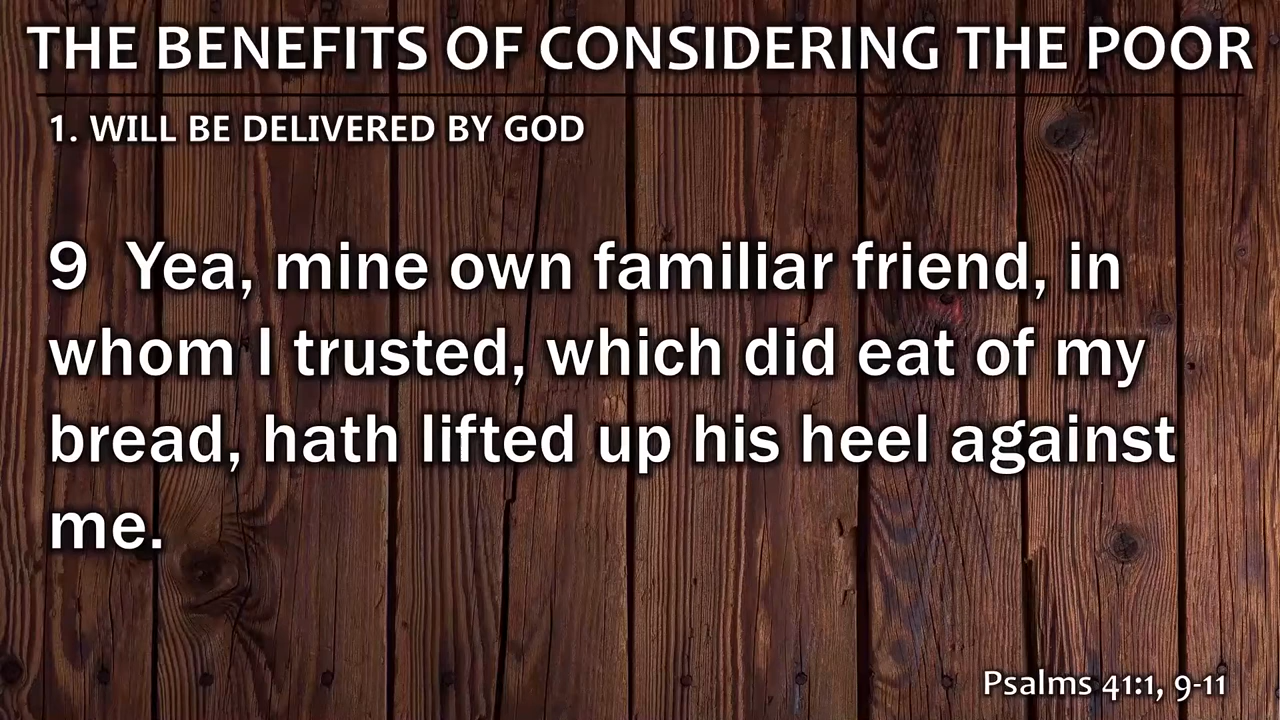 THE BENEFITS OF CONSIDERING THE POOR
1. WILL BE DELIVERED BY GOD
9 Yea, mine own familiar friend, in
whom I trusted, which did eat of my
bread, hath lifted up his heel against
me.
Psalms 41:1, 9-11